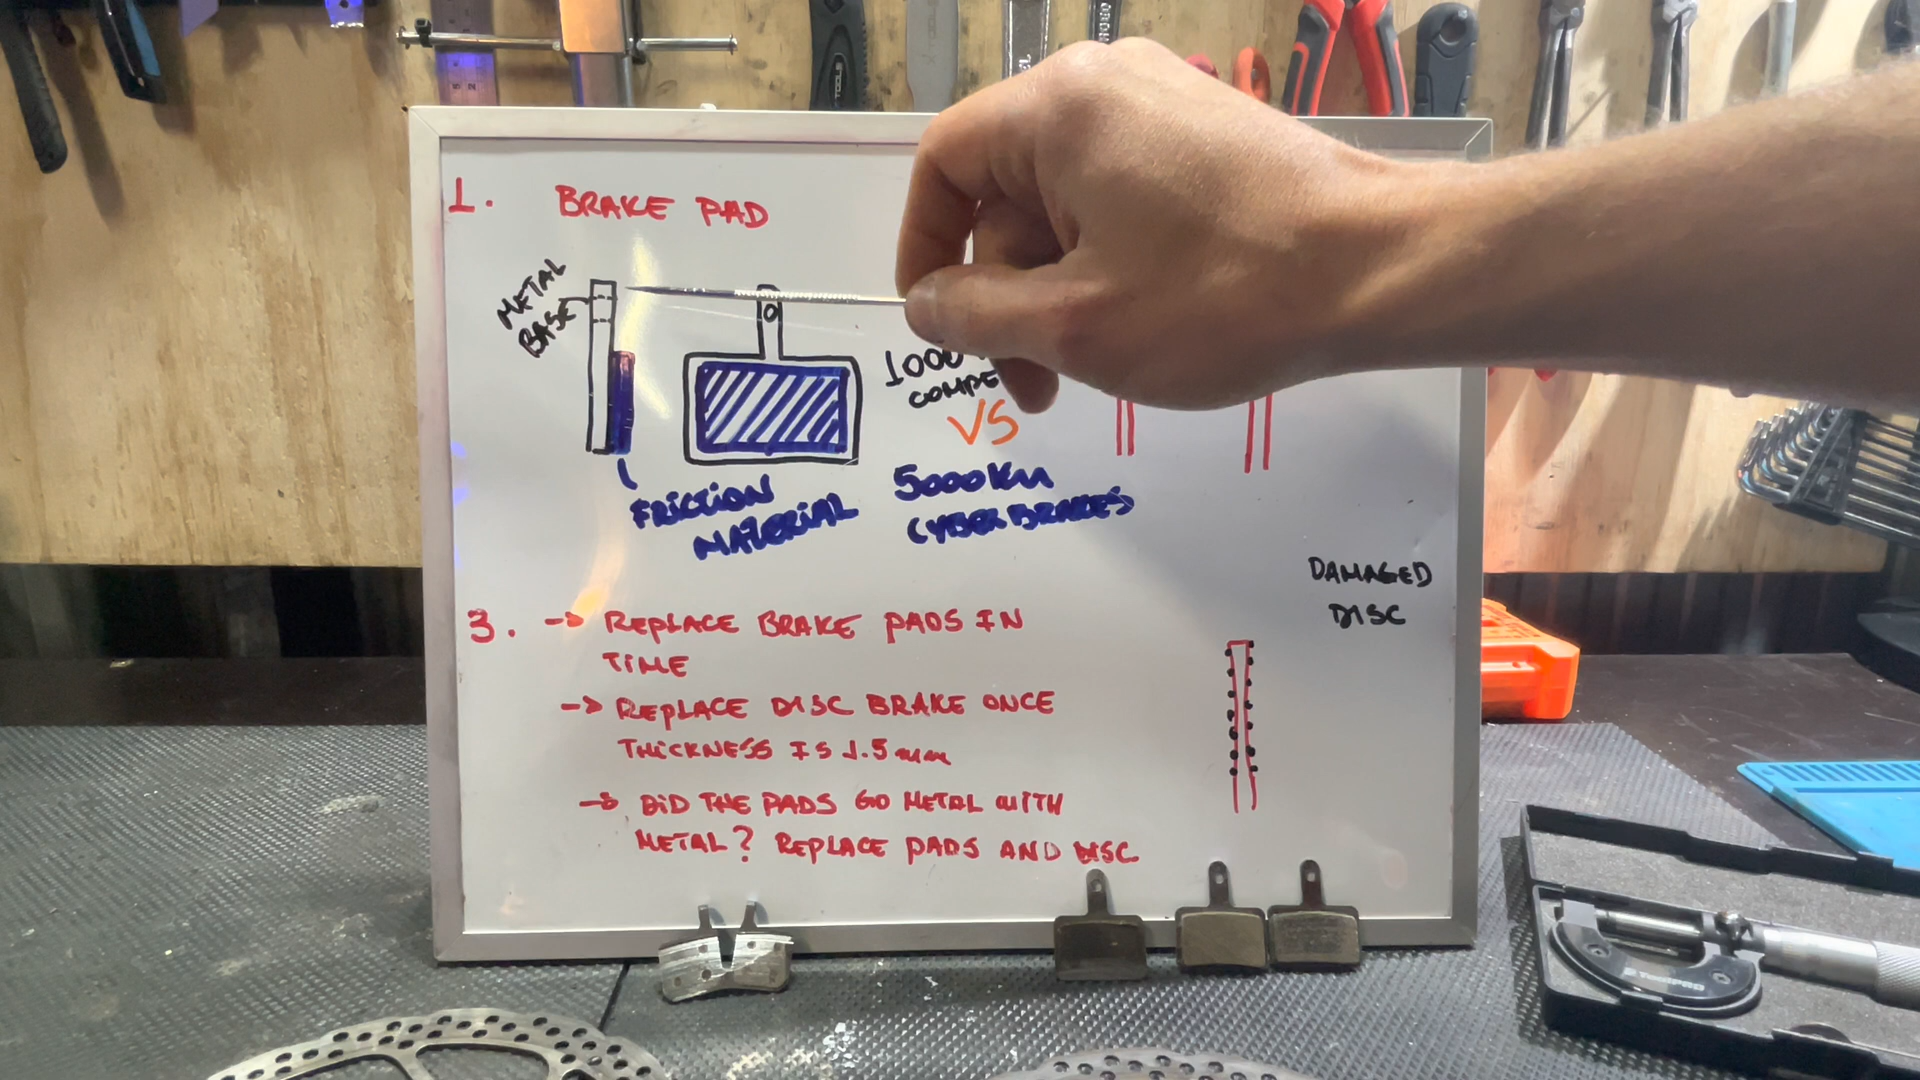 1. BRAKE PAD
METAL
BASE
1000
COMPE
VS
5000KM
CYBER BRAKES
FRICTION
MATERIAL
DAMAGED
DISC
3. -> REPLACE BRAKE PADS IN
TIME
-> REPLACE DISC BRAKE ONCE
THICKNESS IS 1.5mm
-> DID THE PADS GO METAL WITH
METAL? REPLACE PADS AND DISC